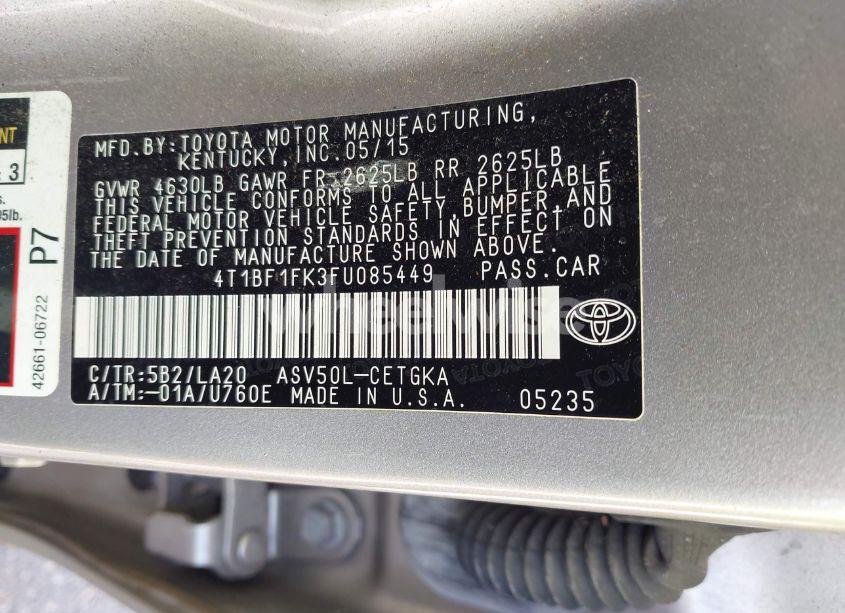 MFD.BY:TOYOTA MOTOR MANUFACTURING,
KENTUCKY, INC.05/15
GVWR 4630LB GAWR FR 2625LB RR 2625LB
THIS VEHICLE CONFORMS TO ALL APPLICABLE
FEDERAL MOTOR VEHICLE SAFETY,BUMPER,AND
THEFT PREVENTION STANDARDS IN EFFECT ON
THE DATE OF MANUFACTURE SHOWN ABOVE.
4T1BF1FK3FU085449 PASS.CAR
wheelwise
C/TR:5B2/LA20 ASV50L-CETGKA
A/TM:-01A/U760E MADE IN U.S.A. 05235
3
5lb.
P7
42661-06722